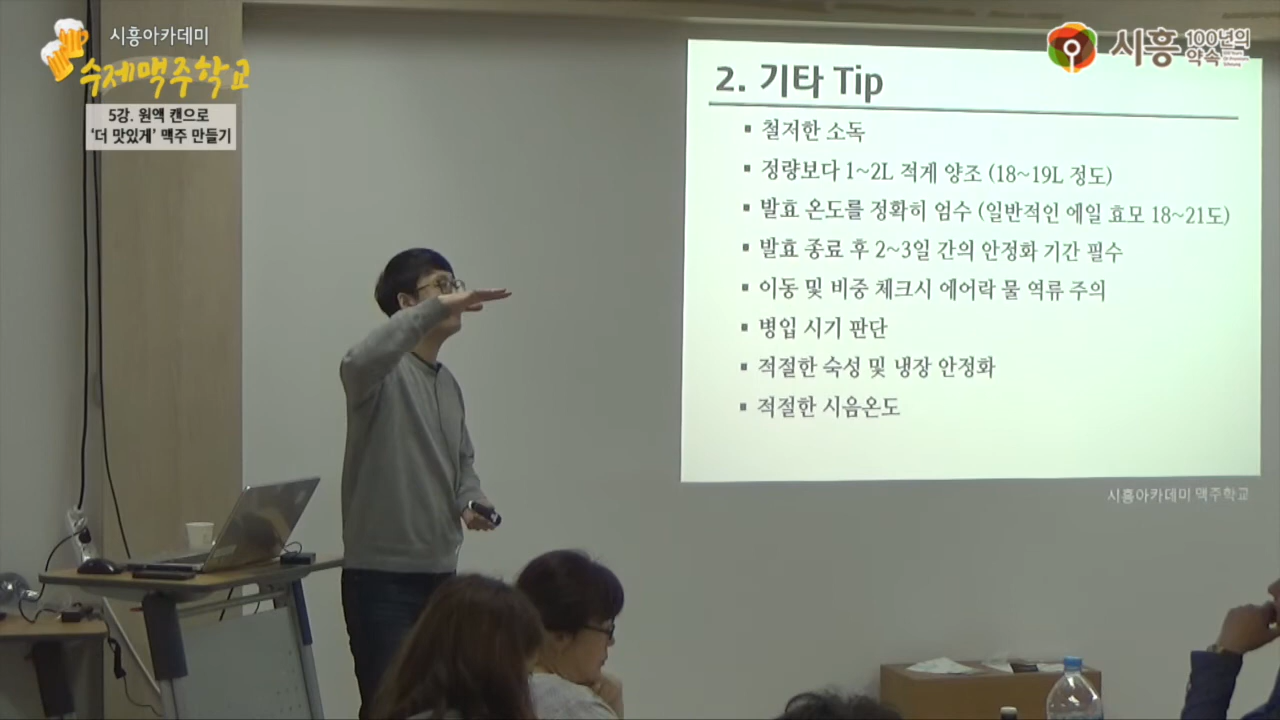 시흥아카데미
수제맥주학교
5강. 원액 캔으로
'더 맛있게' 맥주 만들기
시흥 100년의
약속
2. 기타 Tip
▪ 철저한 소독
▪ 정량보다 1~2L 적게 양조 (18~19L 정도)
▪ 발효 온도를 정확히 엄수 (일반적인 에일 효모 18~21도)
▪ 발효 종료 후 2~3일 간의 안정화 기간 필수
▪ 이동 및 비중 체크시 에어락 물 역류 주의
▪ 병입 시기 판단
▪ 적절한 숙성 및 냉장 안정화
▪ 적절한 시음온도
시흥아카데미 맥주학교